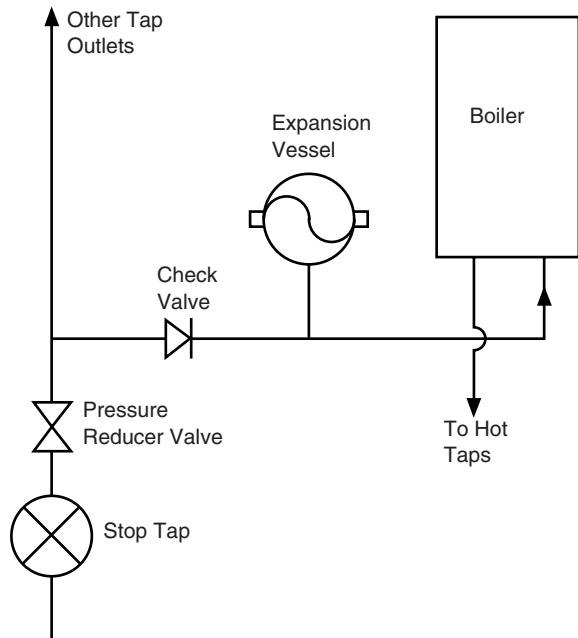 Other Tap
Outlets
Boiler
Expansion
Vessel
Check
Valve
Pressure
Reducer Valve
To Hot
Taps
Stop Tap